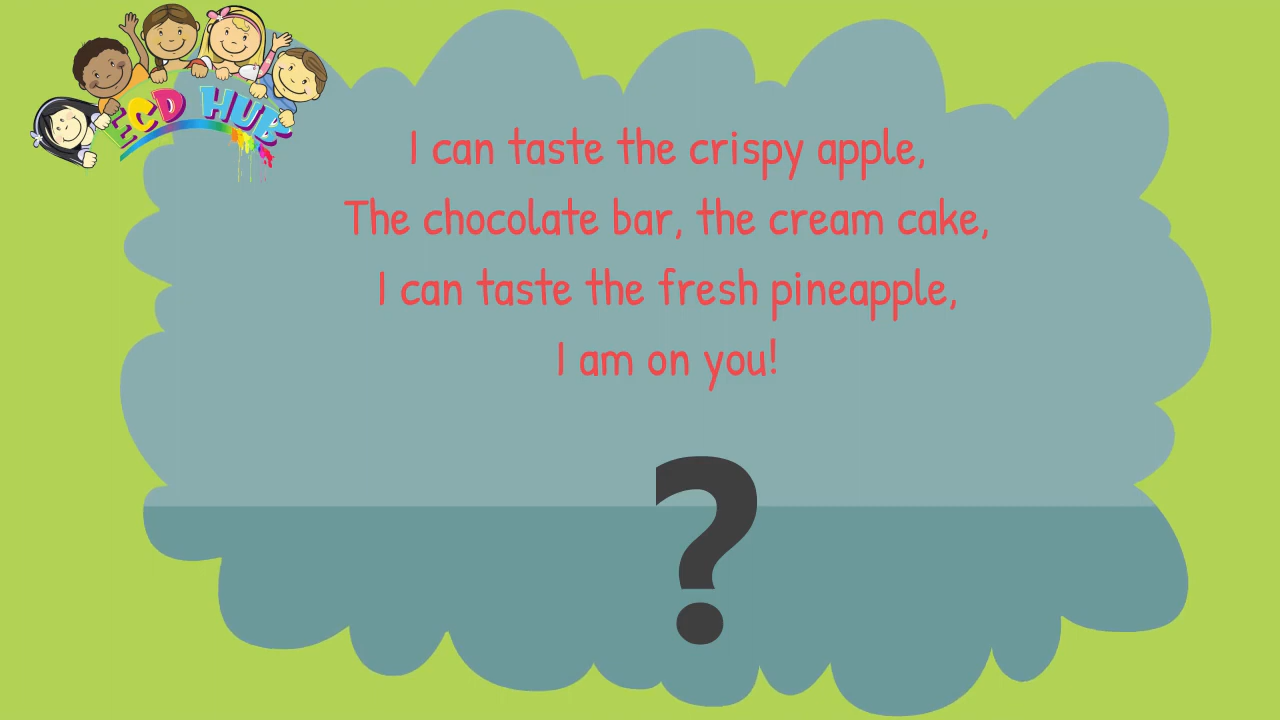 ECD HUB
I can taste the crispy apple,
The chocolate bar, the cream cake,
I can taste the fresh pineapple,
I am on you!
?